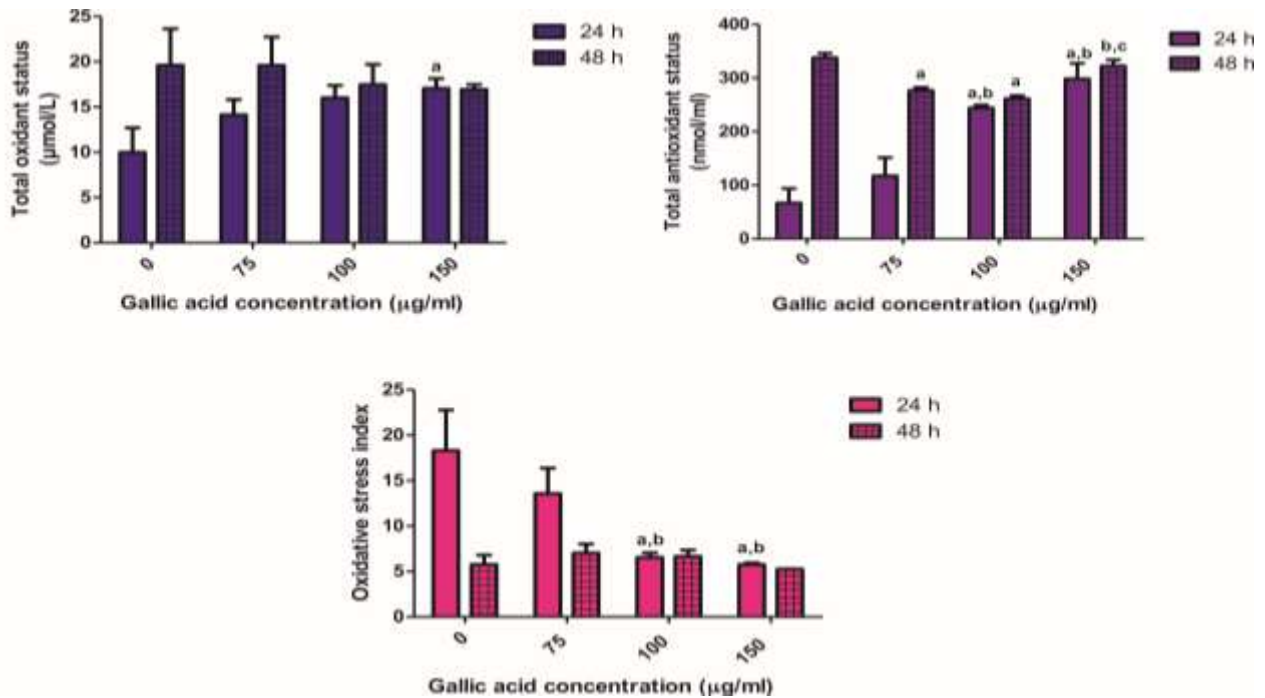 Total oxidant status
(μmol/L)
25
20
15
10
5
0
24 h
48 h
a
0
75
100
150
Gallic acid concentration (μg/ml)
Total antioxidant status
(nmol/ml)
400
300
200
100
0
24 h
48 h
a
a,b
a
a,b
b,c
0
75
100
150
Gallic acid concentration (μg/ml)
Oxidative stress index
25
20
15
10
5
0
24 h
48 h
a,b
a,b
0
75
100
150
Gallic acid concentration (μg/ml)